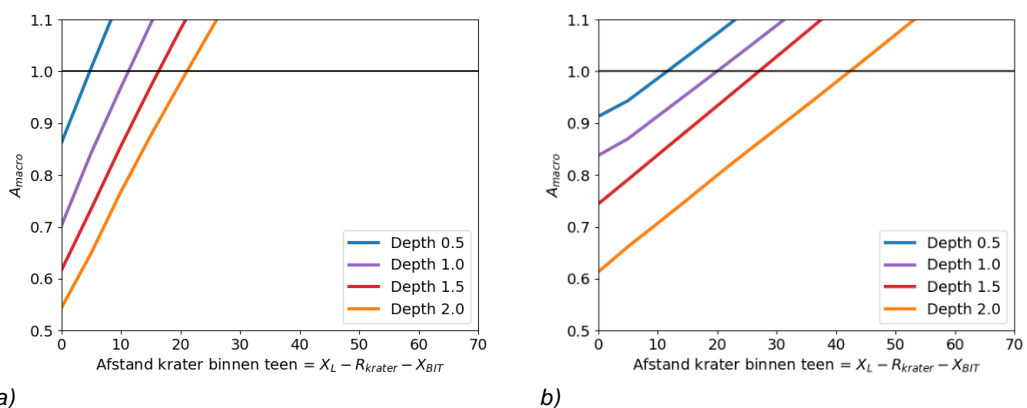 1.1
1.0
0.9
0.8
0.7
0.6
0.5
A_macro
Depth 0.5
Depth 1.0
Depth 1.5
Depth 2.0
0 10 20 30 40 50 60 70
Afstand krater binnen teen = X_L − R_krater − X_BIT
a)
1.1
1.0
0.9
0.8
0.7
0.6
0.5
A_macro
Depth 0.5
Depth 1.0
Depth 1.5
Depth 2.0
0 10 20 30 40 50 60 70
Afstand krater binnen teen = X_L − R_krater − X_BIT
b)